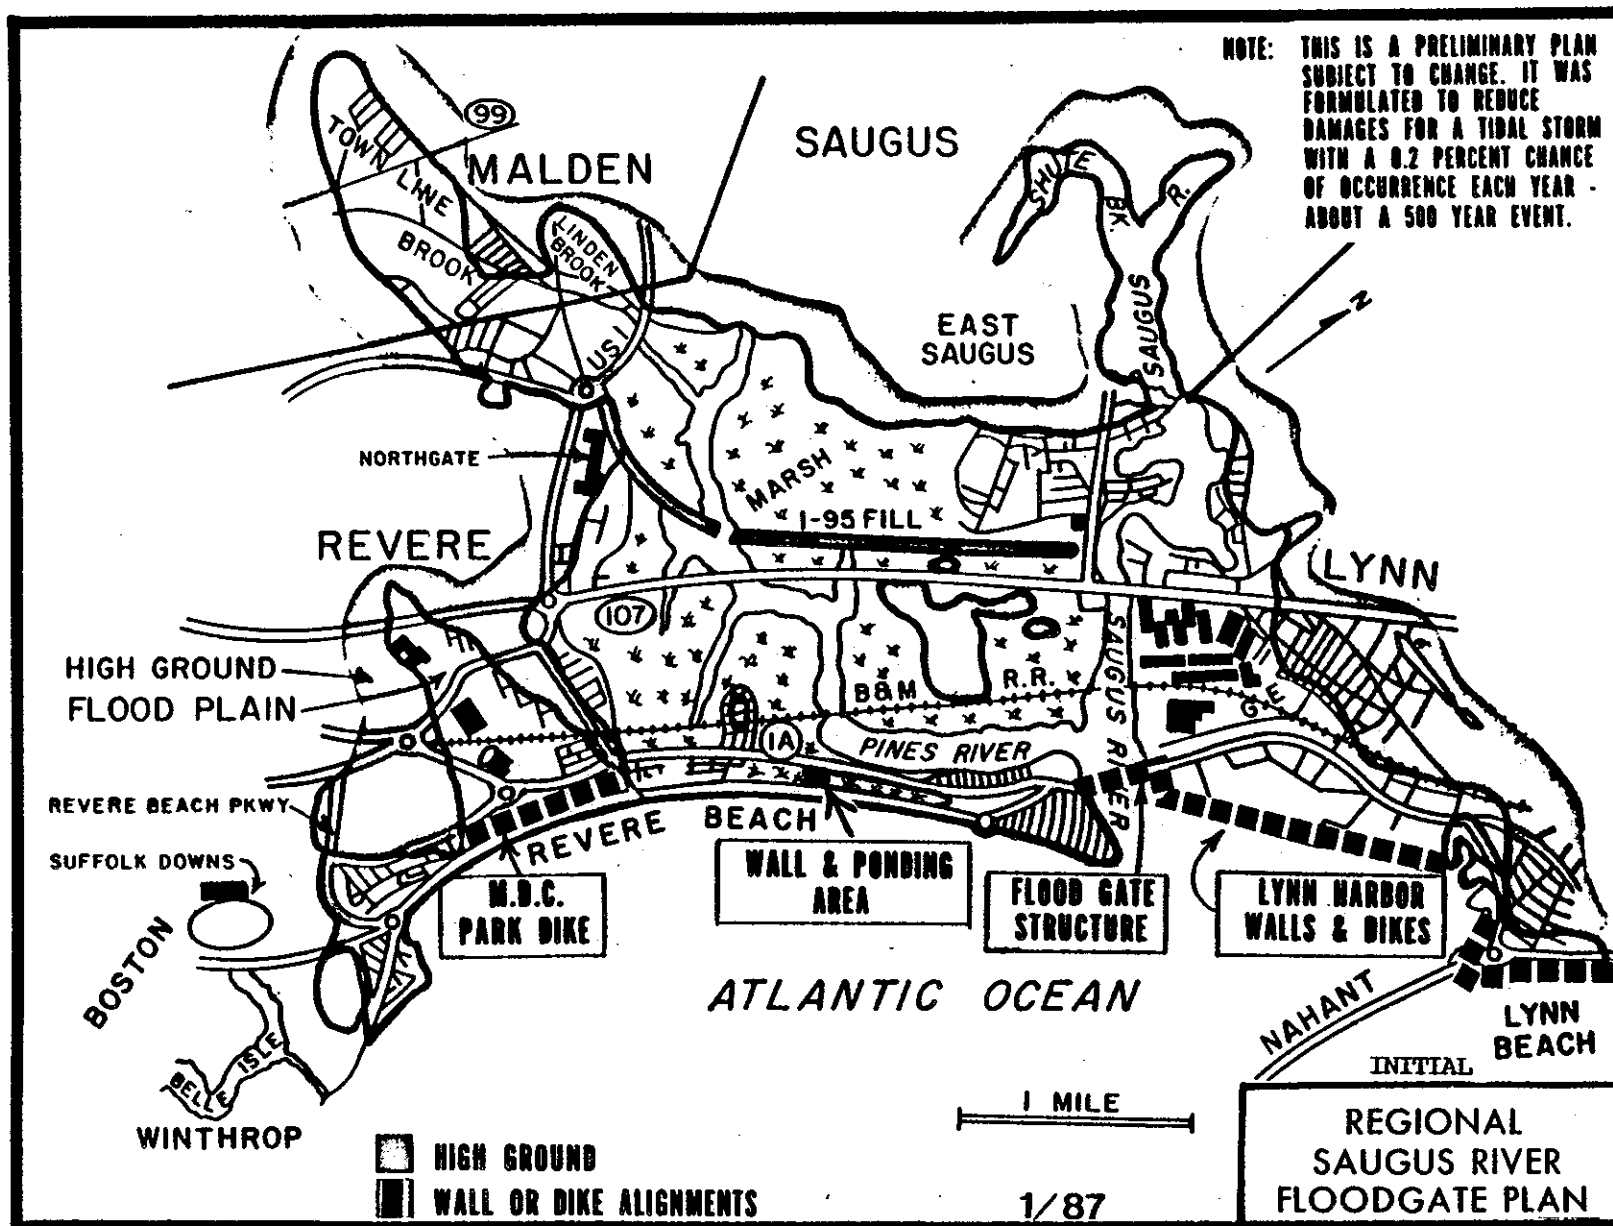 NOTE: THIS IS A PRELIMINARY PLAN
SUBJECT TO CHANGE. IT WAS
FORMULATED TO REDUCE
DAMAGES FOR A TIDAL STORM
WITH A 0.2 PERCENT CHANCE
OF OCCURRENCE EACH YEAR -
ABOUT A 500 YEAR EVENT.
99
TOWN LINE BROOK
MALDEN
SAUGUS
SHUTE BK.
SAUGUS R.
LINDEN
BROOK
US 1
EAST
SAUGUS
SAUGUS
N
NORTHGATE
MARSH
I-95 FILL
REVERE
LYNN
107
HIGH GROUND
FLOOD PLAIN
B&M R.R.
SAUGUS RIVER
G E
1A
PINES RIVER
REVERE BEACH PKWY
REVERE BEACH
SUFFOLK DOWNS
M.D.C.
PARK DIKE
WALL & PONDING
AREA
FLOOD GATE
STRUCTURE
LYNN HARBOR
WALLS & DIKES
BOSTON
ATLANTIC OCEAN
NAHANT
LYNN
BEACH
BELLE ISLE
WINTHROP
1 MILE
INITIAL
REGIONAL
SAUGUS RIVER
FLOODGATE PLAN
HIGH GROUND
WALL OR DIKE ALIGNMENTS
1/87